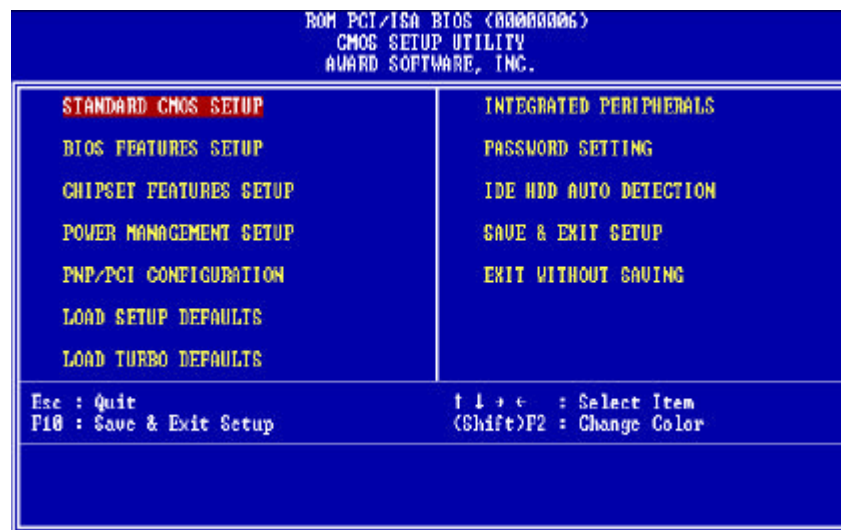 ROM PCI/ISA BIOS (00000006)
CMOS SETUP UTILITY
AWARD SOFTWARE, INC.
STANDARD CMOS SETUP
BIOS FEATURES SETUP
CHIPSET FEATURES SETUP
POWER MANAGEMENT SETUP
PNP/PCI CONFIGURATION
LOAD SETUP DEFAULTS
LOAD TURBO DEFAULTS
INTEGRATED PERIPHERALS
PASSWORD SETTING
IDE HDD AUTO DETECTION
SAVE & EXIT SETUP
EXIT WITHOUT SAVING
Esc : Quit
F10 : Save & Exit Setup
↑ ↓ → ← : Select Item
(Shift)F2 : Change Color